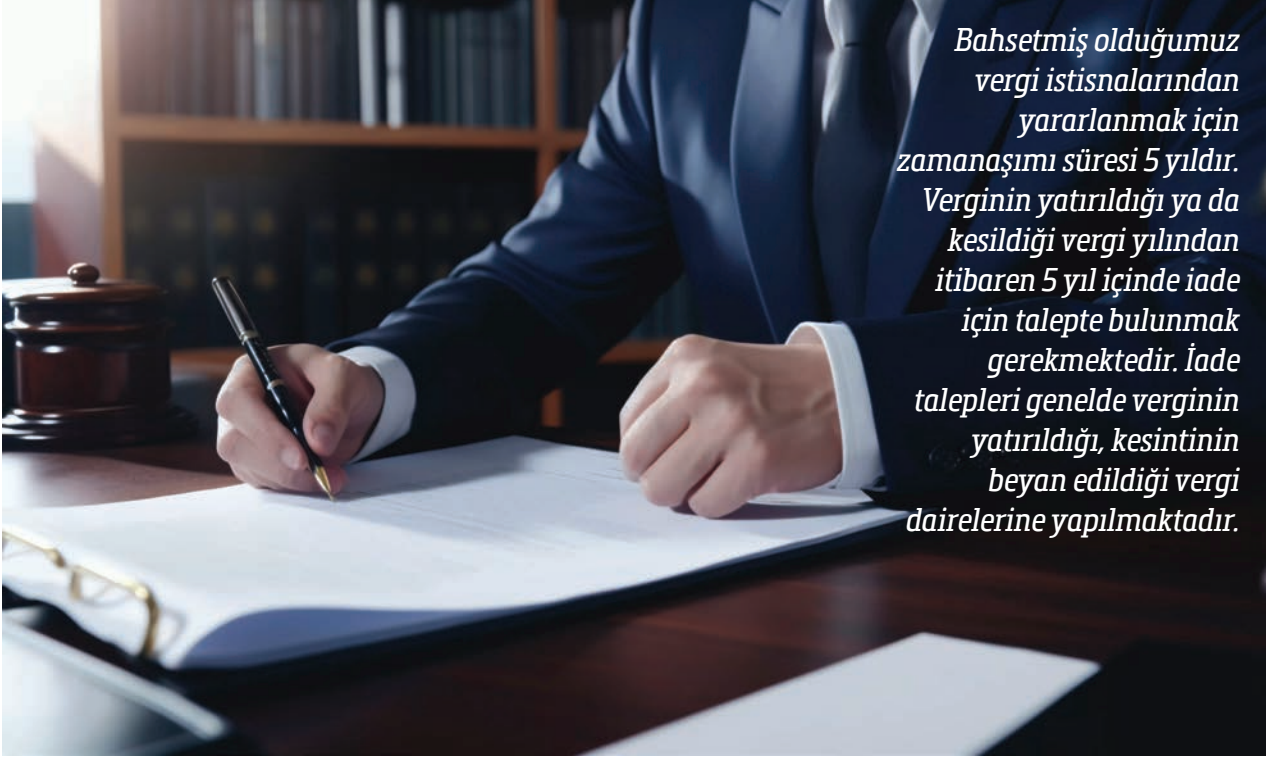 Bahsetmiş olduğumuz
vergi istisnalarından
yararlanmak için
zamanaşımı süresi 5 yıldır.
Verginin yatırıldığı ya da
kesildiği vergi yılından
itibaren 5 yıl içinde iade
için talepte bulunmak
gerekmektedir. İade
talepleri genelde verginin
yatırıldığı, kesintinin
beyan edildiği vergi
dairelerine yapılmaktadır.